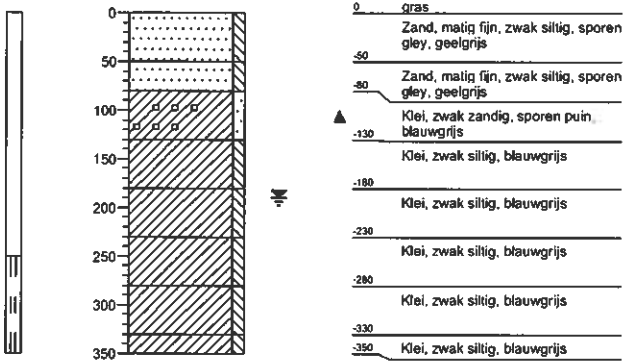 0
50
100
150
200
250
300
350
0 gras
Zand, matig fijn, zwak siltig, sporen
gley, geelgrijs
-50
Zand, matig fijn, zwak siltig, sporen
gley, geelgrijs
-80
Klei, zwak zandig, sporen puin,
blauwgrijs
-130
Klei, zwak siltig, blauwgrijs
-180
Klei, zwak siltig, blauwgrijs
-230
Klei, zwak siltig, blauwgrijs
-280
Klei, zwak siltig, blauwgrijs
-330
-350 Klei, zwak siltig, blauwgrijs